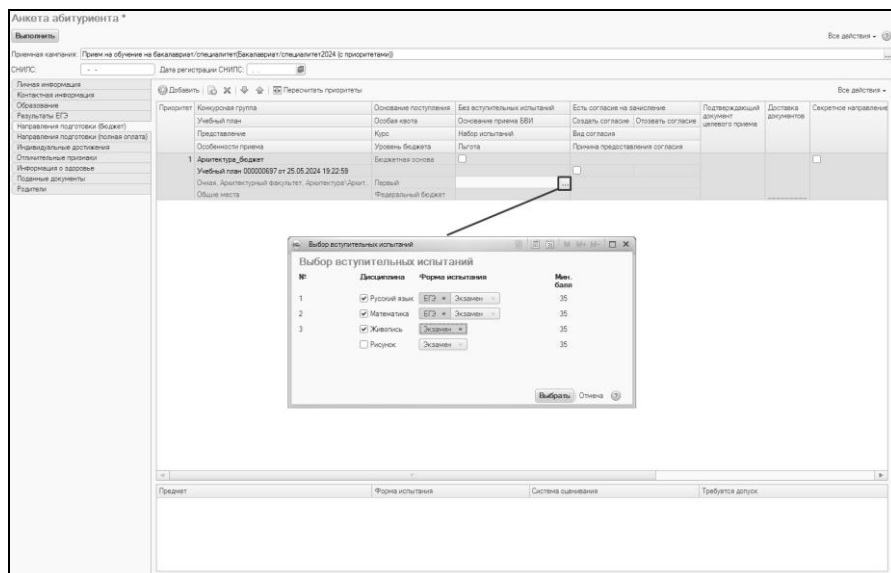 Анкета абитуриента *
Выполнить
Все действия
Приемная кампания: Прием на обучение на бакалавриат/специалитет(Бакалавриат/специалитет2024 (с приоритетами))
СНИПС: - - Дата регистрации СНИПС: . .
Личная информация
Контактная информация
Образование
Результаты ЕГЭ
Направления подготовки (бюджет)
Направления подготовки (полная оплата)
Индивидуальные достижения
Отличительные признаки
Информация о здоровье
Поданные документы
Родители
Добавить Пересчитать приоритеты Все действия
Приоритет Конкурсная группа Основание поступления Без вступительных испытаний Есть согласие на зачисление Подтверждающий документ целевого приема Доставка документов Секретное направление
Учебный план Особая квота Основание приема БВИ Создать согласие Отозвать согласие
Представление Курс Набор испытаний Вид согласия
Особенности приема Уровень бюджета Льгота Причина предоставления согласия
1 Архитектура_бюджет Бюджетная основа
Учебный план 000000697 от 25.05.2024 19:22:59
Очная, Архитектурный факультет, Архитектура\Архит... Первый ...
Общие места Федеральный бюджет
Выбор вступительных испытаний M M+ M-
Выбор вступительных испытаний
№ Дисциплина Форма испытания Мин. балл
1 Русский язык ЕГЭ Экзамен 35
2 Математика ЕГЭ Экзамен 35
3 Живопись Экзамен 35
Рисунок Экзамен 35
Выбрать Отмена ?
Предмет Форма испытания Система оценивания Требуется допуск